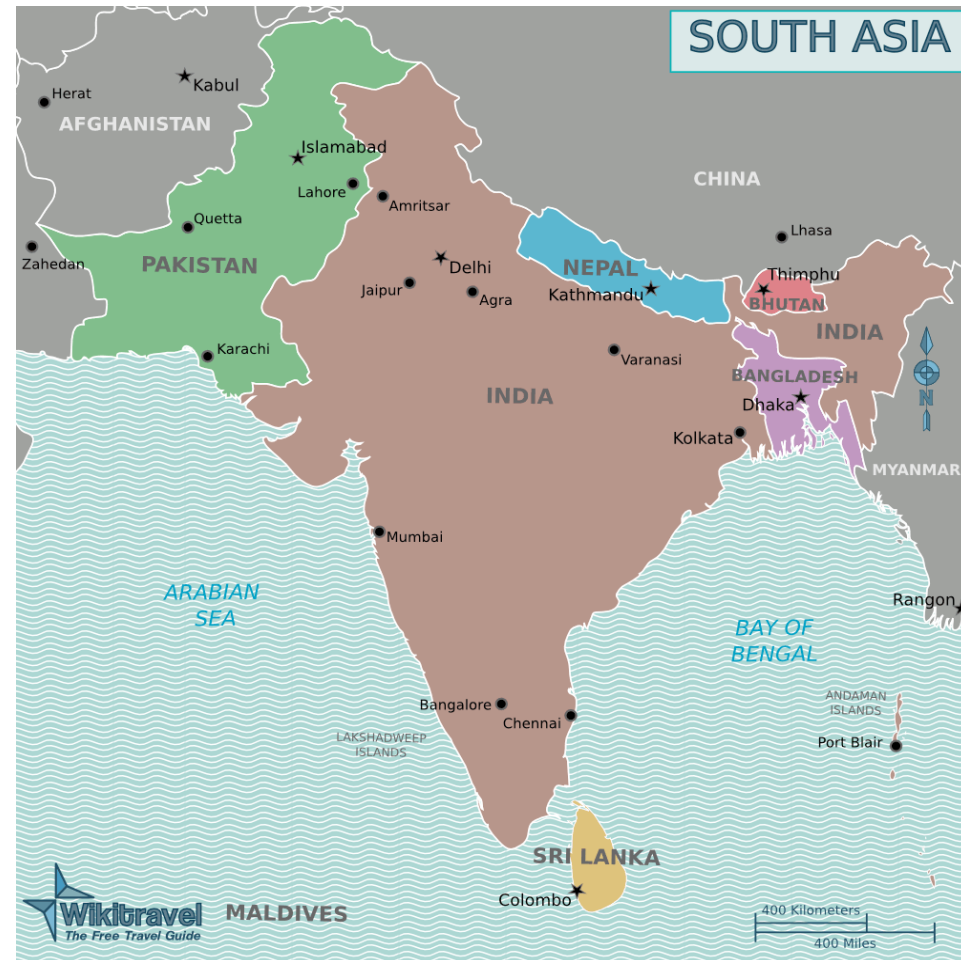 SOUTH ASIA
Kabul
Herat
AFGHANISTAN
Islamabad
CHINA
Lahore
Amritsar
Quetta
Lhasa
Zahedan
PAKISTAN
Delhi
NEPAL
Thimphu
Jaipur
Agra
Kathmandu
BHUTAN
INDIA
Karachi
Varanasi
BANGLADESH
INDIA
N
Dhaka
Kolkata
MYANMAR
Mumbai
ARABIAN
SEA
Rangon
BAY OF
BENGAL
ANDAMAN
ISLANDS
Bangalore
Chennai
LAKSHADWEEP
ISLANDS
Port Blair
SRI LANKA
Colombo
Wikitravel
The Free Travel Guide
MALDIVES
400 Kilometers
400 Miles